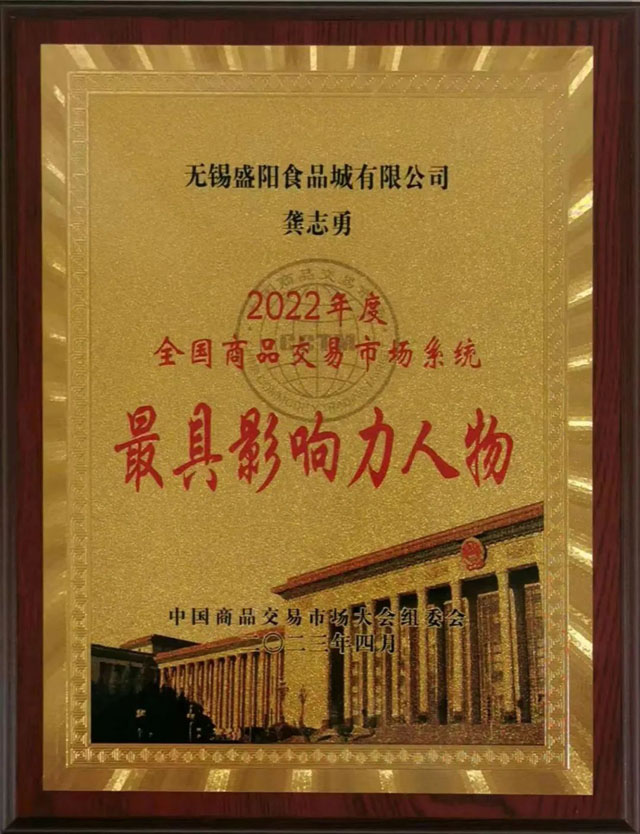 无锡盛阳食品城有限公司
龚志勇
2022年度
全国商品交易市场系统
最具影响力人物
中国商品交易市场大会组委会
二〇二三年四月